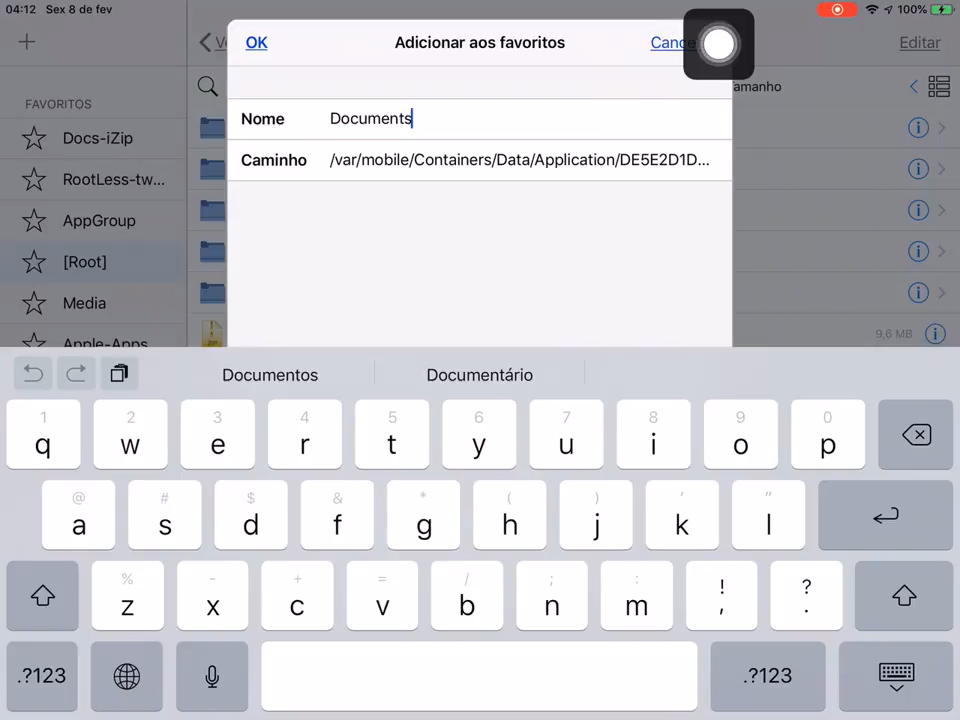 04:12 Sex 8 de fev 100%
OK Adicionar aos favoritos Cance
Editar
amanho
FAVORITOS
Nome Documents
Docs-iZip
Caminho /var/mobile/Containers/Data/Application/DE5E2D1D...
RootLess-tw...
AppGroup
[Root]
Media
Apple-Apps
9,6 MB
Documentos Documentário
1 2 3 4 5 6 7 8 9 0
q w e r t y u i o p
@ # $ & * ( ) ' "
a s d f g h j k l
% - + = / ; : ! ?
z x c v b n m , .
.?123 .?123